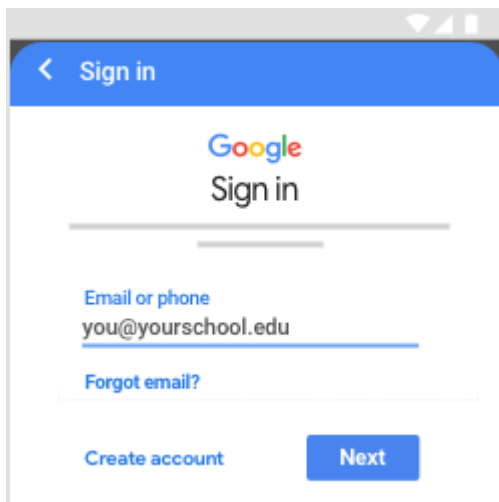 Sign in
Google
Sign in
Email or phone
you@yourschool.edu
Forgot email?
Create account
Next